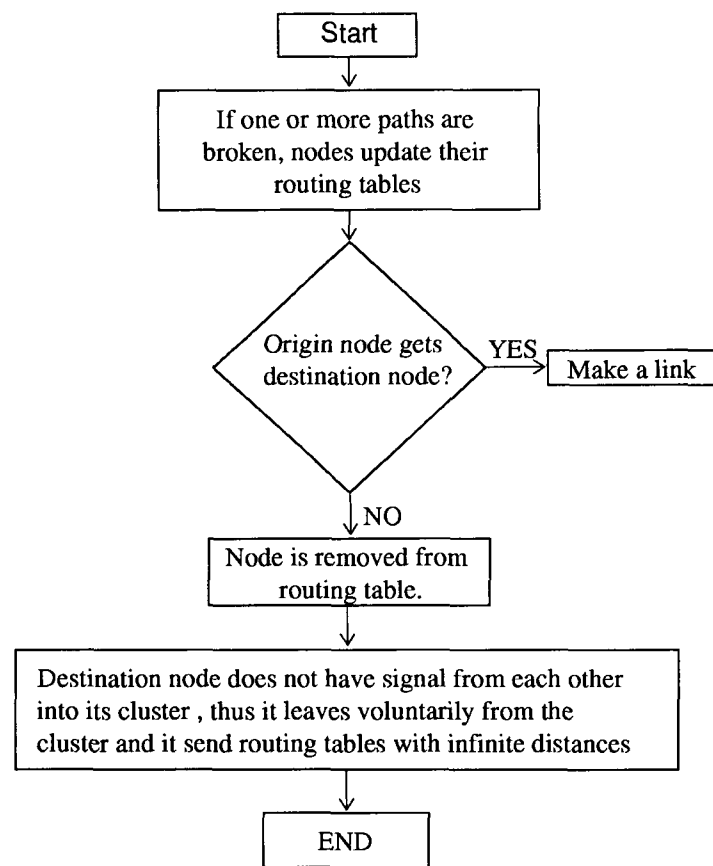 Start
If one or more paths are
broken, nodes update their
routing tables
Origin node gets
destination node?
YES
Make a link
NO
Node is removed from
routing table.
Destination node does not have signal from each other
into its cluster , thus it leaves voluntarily from the
cluster and it send routing tables with infinite distances
END